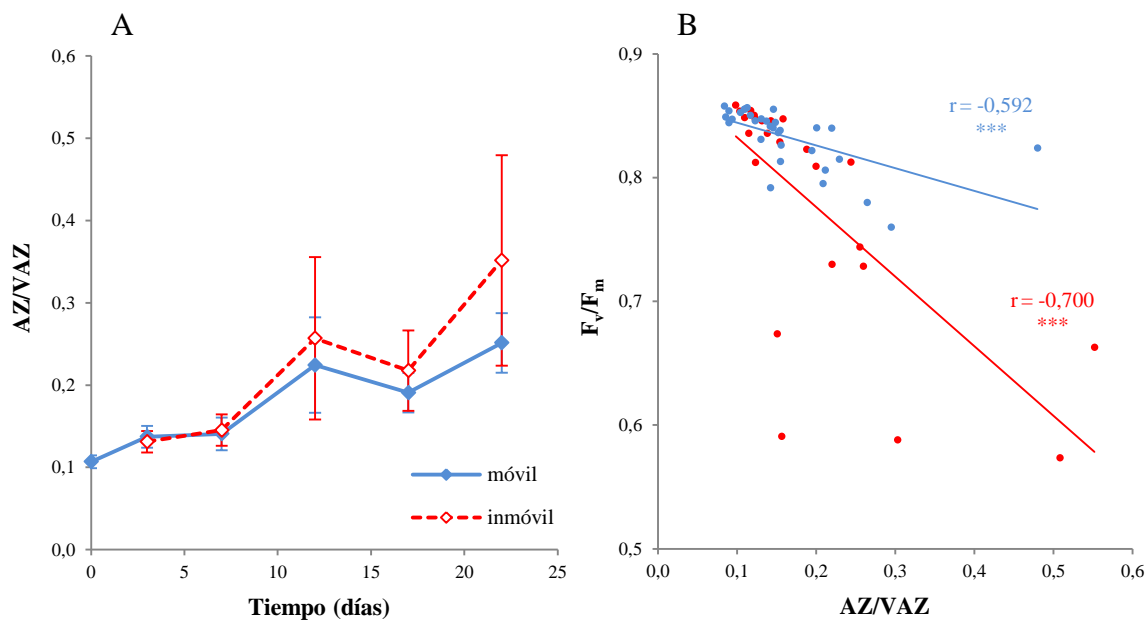 A
0,6
0,5
0,4
0,3
0,2
0,1
0,0
AZ/VAZ
0
5
10
15
20
25
Tiempo (días)
móvil
inmóvil
B
0,9
0,8
0,7
0,6
0,5
Fv/Fm
0,0
0,1
0,2
0,3
0,4
0,5
0,6
AZ/VAZ
r = -0,592
***
r = -0,700
***